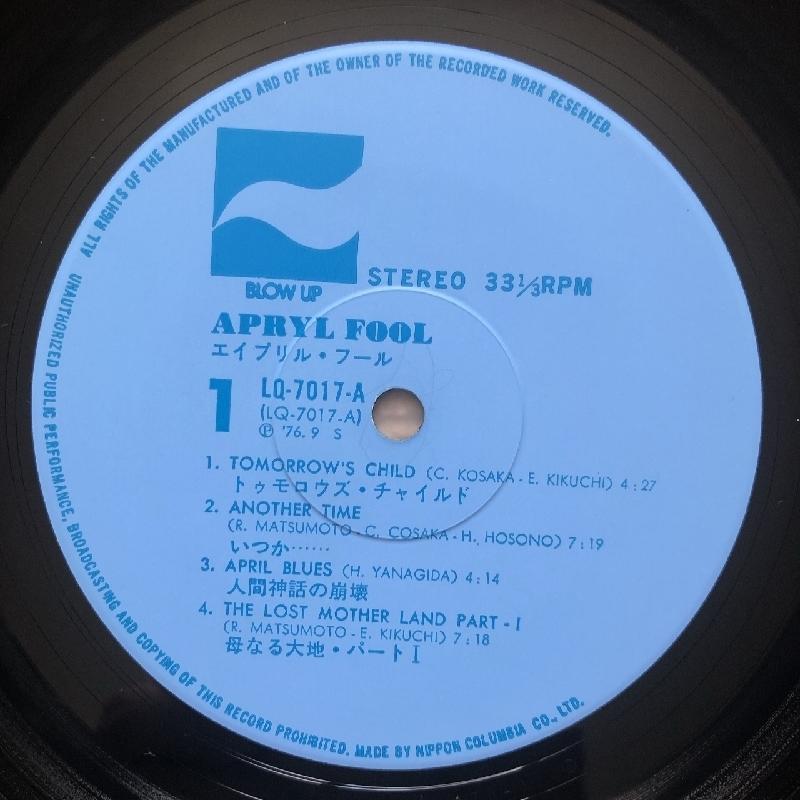 ALL RIGHTS OF THE MANUFACTURED AND OF THE OWNER OF THE RECORDED WORK RESERVED.
BLOW UP
STEREO 33⅓RPM
APRYL FOOL
エイプリル・フール
1
LQ-7017-A
(LQ-7017-A)
Ⓟ '76.9 S
1. TOMORROW'S CHILD (C. KOSAKA-E. KIKUCHI) 4:27
トゥモロウズ・チャイルド
2. ANOTHER TIME
(R. MATSUMOTO-C. COSAKA-H. HOSONO) 7:19
いつか……
3. APRIL BLUES (H. YANAGIDA) 4:14
人間神話の崩壊
4. THE LOST MOTHER LAND PART-I
(R. MATSUMOTO-E. KIKUCHI) 7:18
母なる大地・パートI
UNAUTHORIZED PUBLIC PERFORMANCE, BROADCASTING AND COPYING OF THIS RECORD PROHIBITED. MADE BY NIPPON COLUMBIA CO., LTD.